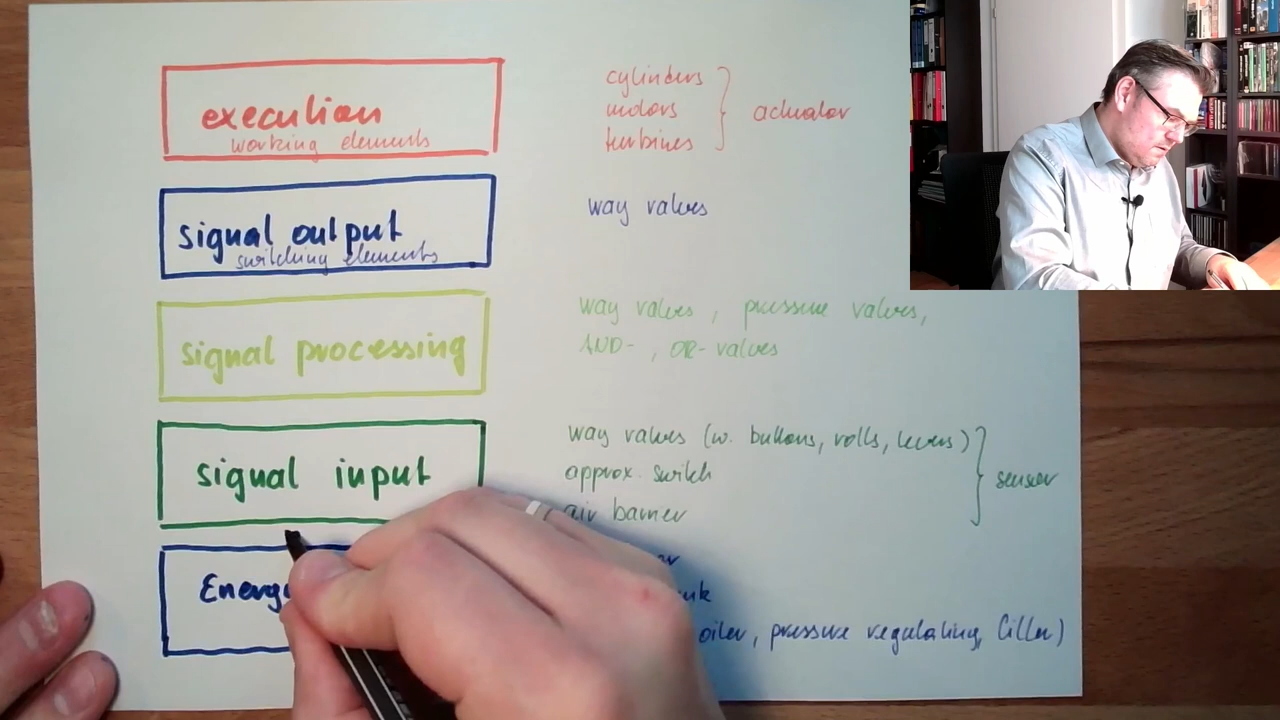 execution
working elements
cylinders
motors
turbines
actuator
signal output
switching elements
way valves
signal processing
way valves, pressure valves,
AND-, OR-valves
signal input
way valves (w. buttons, rolls, levers)
approx. switch
air barrier
sensor
oiler, pressure regulating, filter)